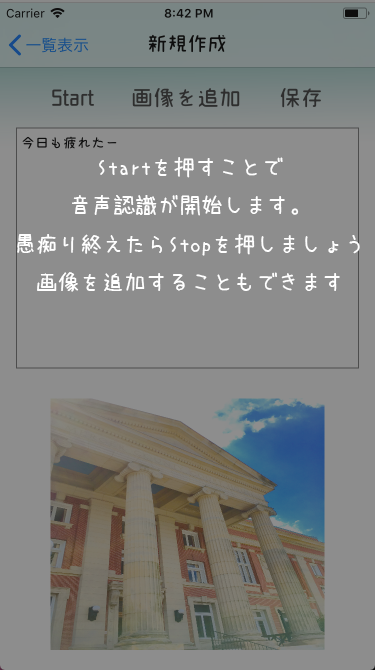 Carrier 8:42 PM
一覧表示 新規作成
Start 画像を追加 保存
今日も疲れたー
Startを押すことで
音声認識が開始します。
愚痴り終えたらStopを押しましょう
画像を追加することもできます